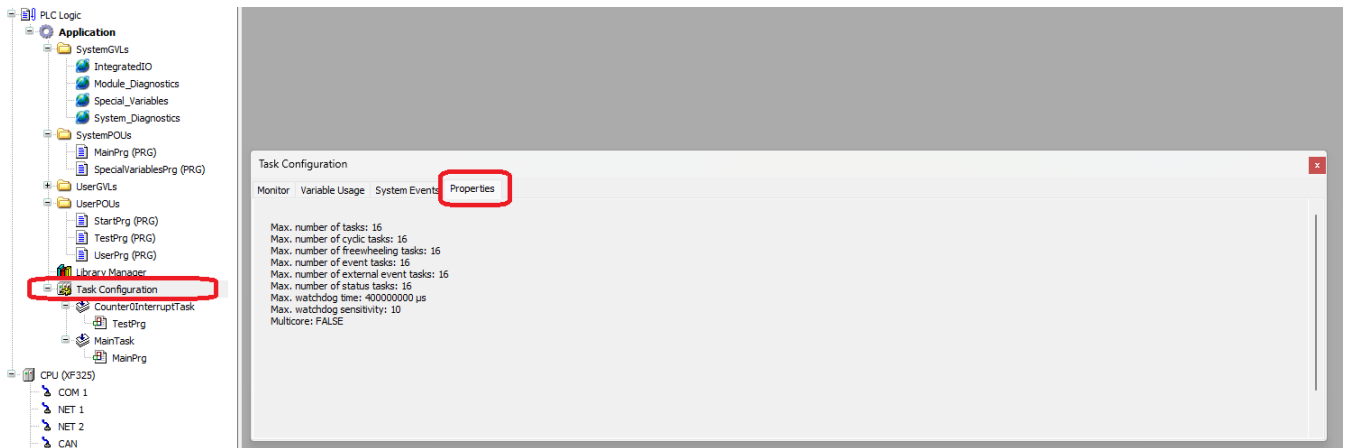 PLC Logic
Application
SystemGVLs
IntegratedIO
Module_Diagnostics
Special_Variables
System_Diagnostics
SystemPOUs
MainPrg (PRG)
SpecialVariablesPrg (PRG)
UserGVLs
UserPOUs
StartPrg (PRG)
TestPrg (PRG)
UserPrg (PRG)
Library Manager
Task Configuration
Counter0InterruptTask
TestPrg
MainTask
MainPrg
CPU (XF325)
COM 1
NET 1
NET 2
CAN
Task Configuration
x
Monitor Variable Usage System Events Properties
Max. number of tasks: 16
Max. number of cyclic tasks: 16
Max. number of freewheeling tasks: 16
Max. number of event tasks: 16
Max. number of external event tasks: 16
Max. number of status tasks: 16
Max. watchdog time: 400000000 µs
Max. watchdog sensitivity: 10
Multicore: FALSE